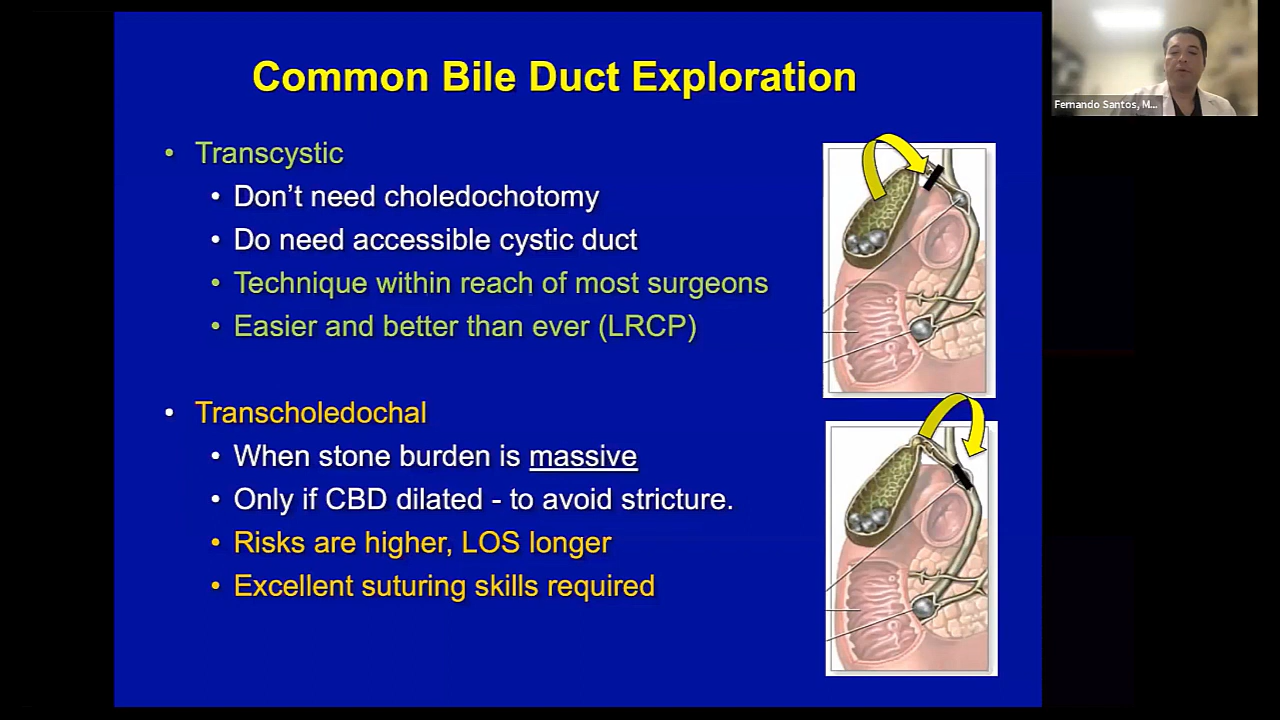 Common Bile Duct Exploration
• Transcystic
• Don’t need choledochotomy
• Do need accessible cystic duct
• Technique within reach of most surgeons
• Easier and better than ever (LRCP)
• Transcholedochal
• When stone burden is massive
• Only if CBD dilated - to avoid stricture.
• Risks are higher, LOS longer
• Excellent suturing skills required
Fernando Santos, M...